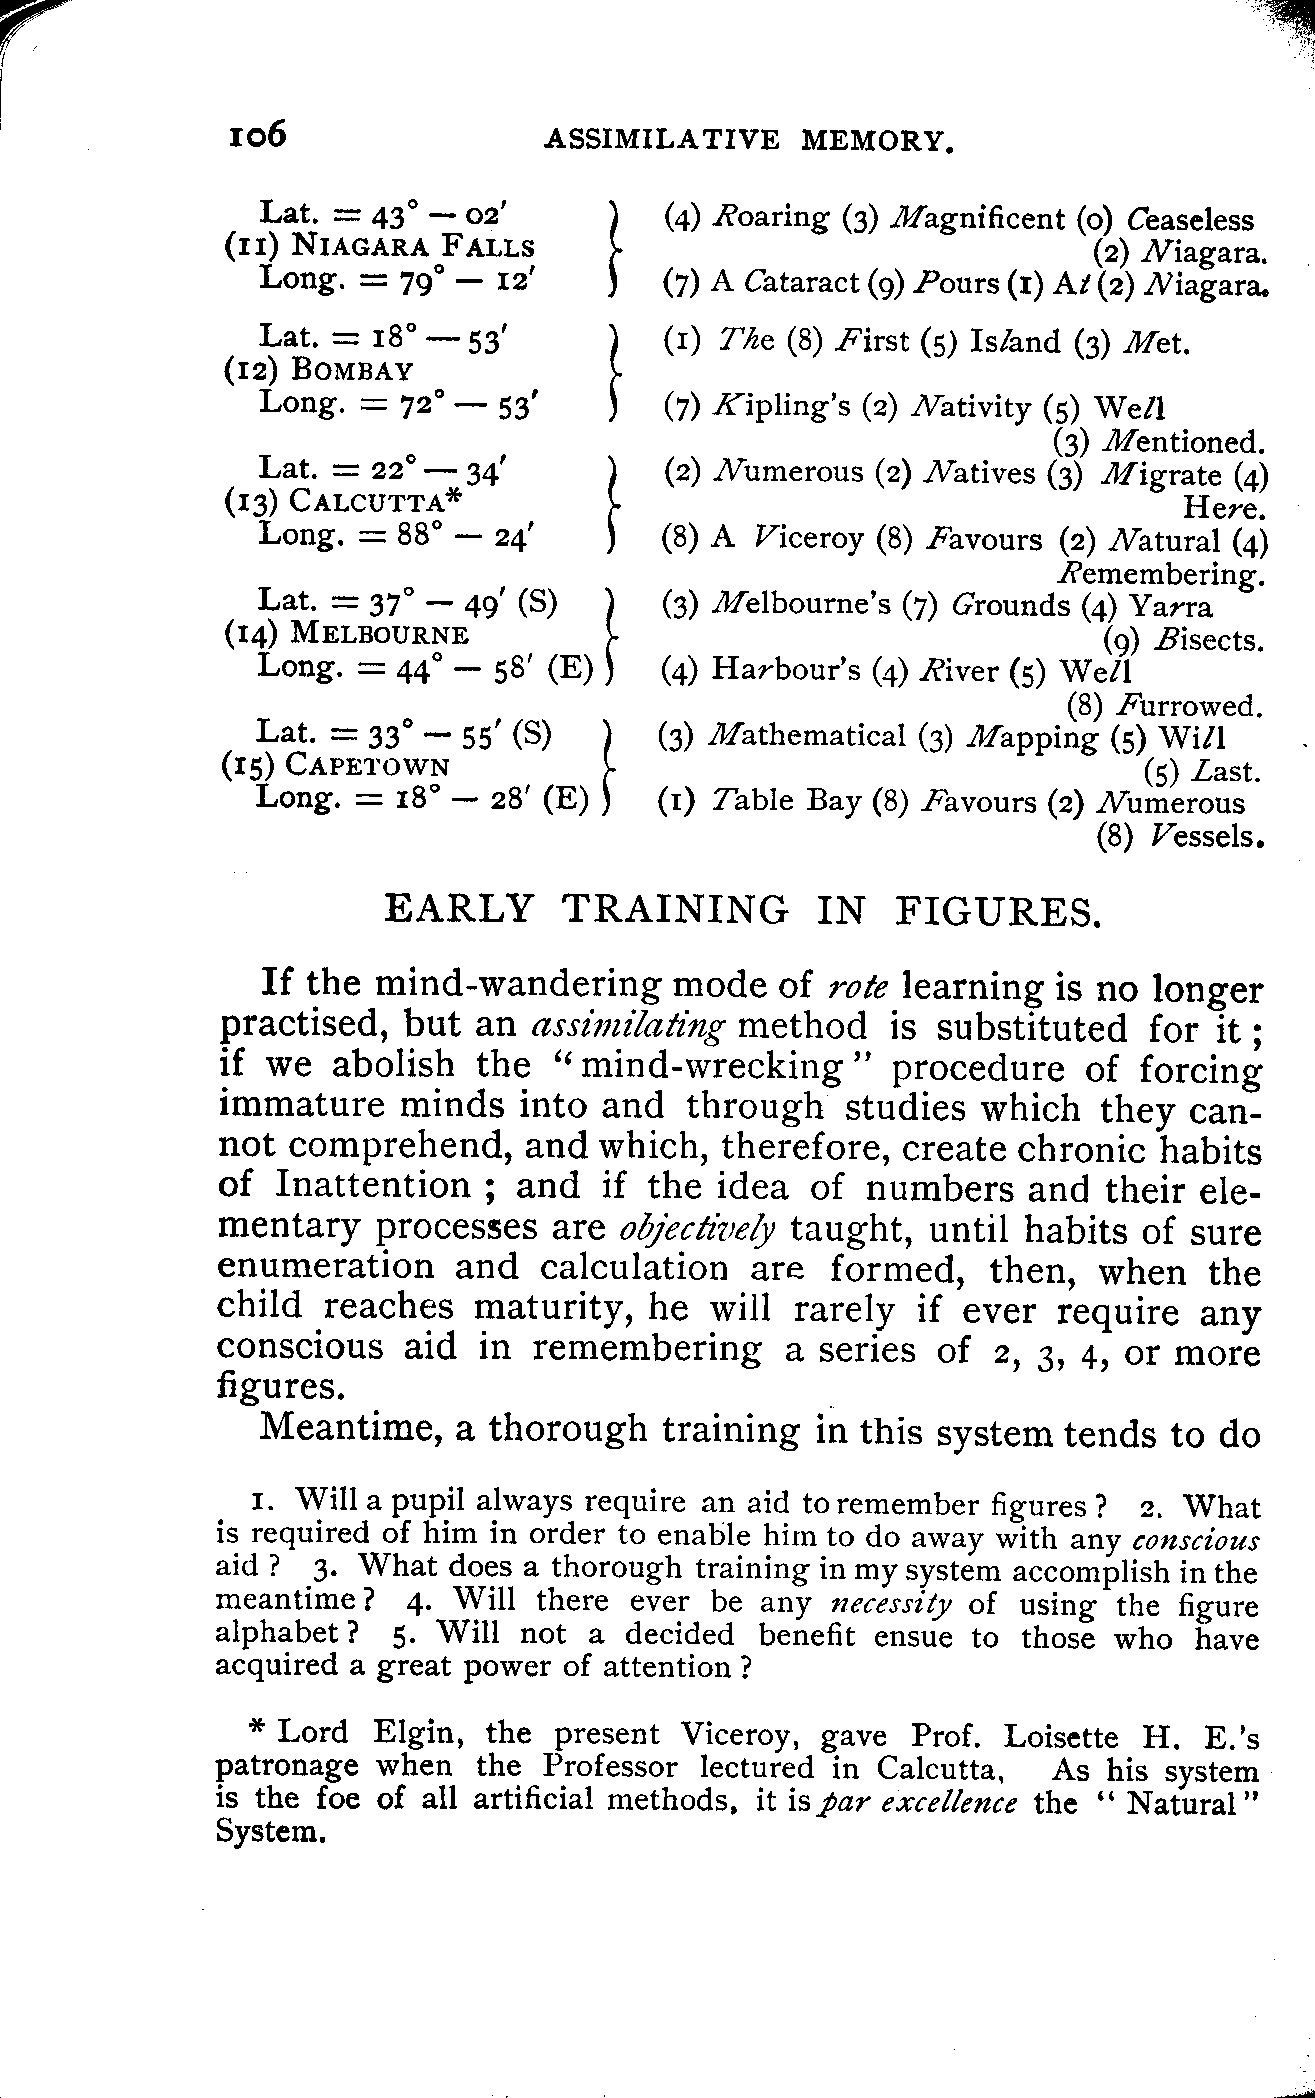 106 ASSIMILATIVE MEMORY.
Lat. = 43° — 02′ } (4) Roaring (3) Magnificent (0) Ceaseless
(11) NIAGARA FALLS (2) Niagara.
Long. = 79° — 12′ (7) A Cataract (9) Pours (1) At (2) Niagara.
Lat. = 18° — 53′ } (1) The (8) First (5) Island (3) Met.
(12) BOMBAY
Long. = 72° — 53′ (7) Kipling's (2) Nativity (5) Well
(3) Mentioned.
Lat. = 22° — 34′ } (2) Numerous (2) Natives (3) Migrate (4)
(13) CALCUTTA* Here.
Long. = 88° — 24′ (8) A Viceroy (8) Favours (2) Natural (4)
Remembering.
Lat. = 37° — 49′ (S) } (3) Melbourne's (7) Grounds (4) Yarra
(14) MELBOURNE (9) Bisects.
Long. = 44° — 58′ (E) (4) Harbour's (4) River (5) Well
(8) Furrowed.
Lat. = 33° — 55′ (S) } (3) Mathematical (3) Mapping (5) Will
(15) CAPETOWN (5) Last.
Long. = 18° — 28′ (E) (1) Table Bay (8) Favours (2) Numerous
(8) Vessels.
EARLY TRAINING IN FIGURES.
If the mind-wandering mode of rote learning is no longer
practised, but an assimilating method is substituted for it ;
if we abolish the “ mind-wrecking ” procedure of forcing
immature minds into and through studies which they can-
not comprehend, and which, therefore, create chronic habits
of Inattention ; and if the idea of numbers and their ele-
mentary processes are objectively taught, until habits of sure
enumeration and calculation are formed, then, when the
child reaches maturity, he will rarely if ever require any
conscious aid in remembering a series of 2, 3, 4, or more
figures.
Meantime, a thorough training in this system tends to do
1. Will a pupil always require an aid to remember figures ? 2. What
is required of him in order to enable him to do away with any conscious
aid ? 3. What does a thorough training in my system accomplish in the
meantime ? 4. Will there ever be any necessity of using the figure
alphabet ? 5. Will not a decided benefit ensue to those who have
acquired a great power of attention ?
* Lord Elgin, the present Viceroy, gave Prof. Loisette H. E.'s
patronage when the Professor lectured in Calcutta, As his system
is the foe of all artificial methods, it is par excellence the “ Natural ”
System.